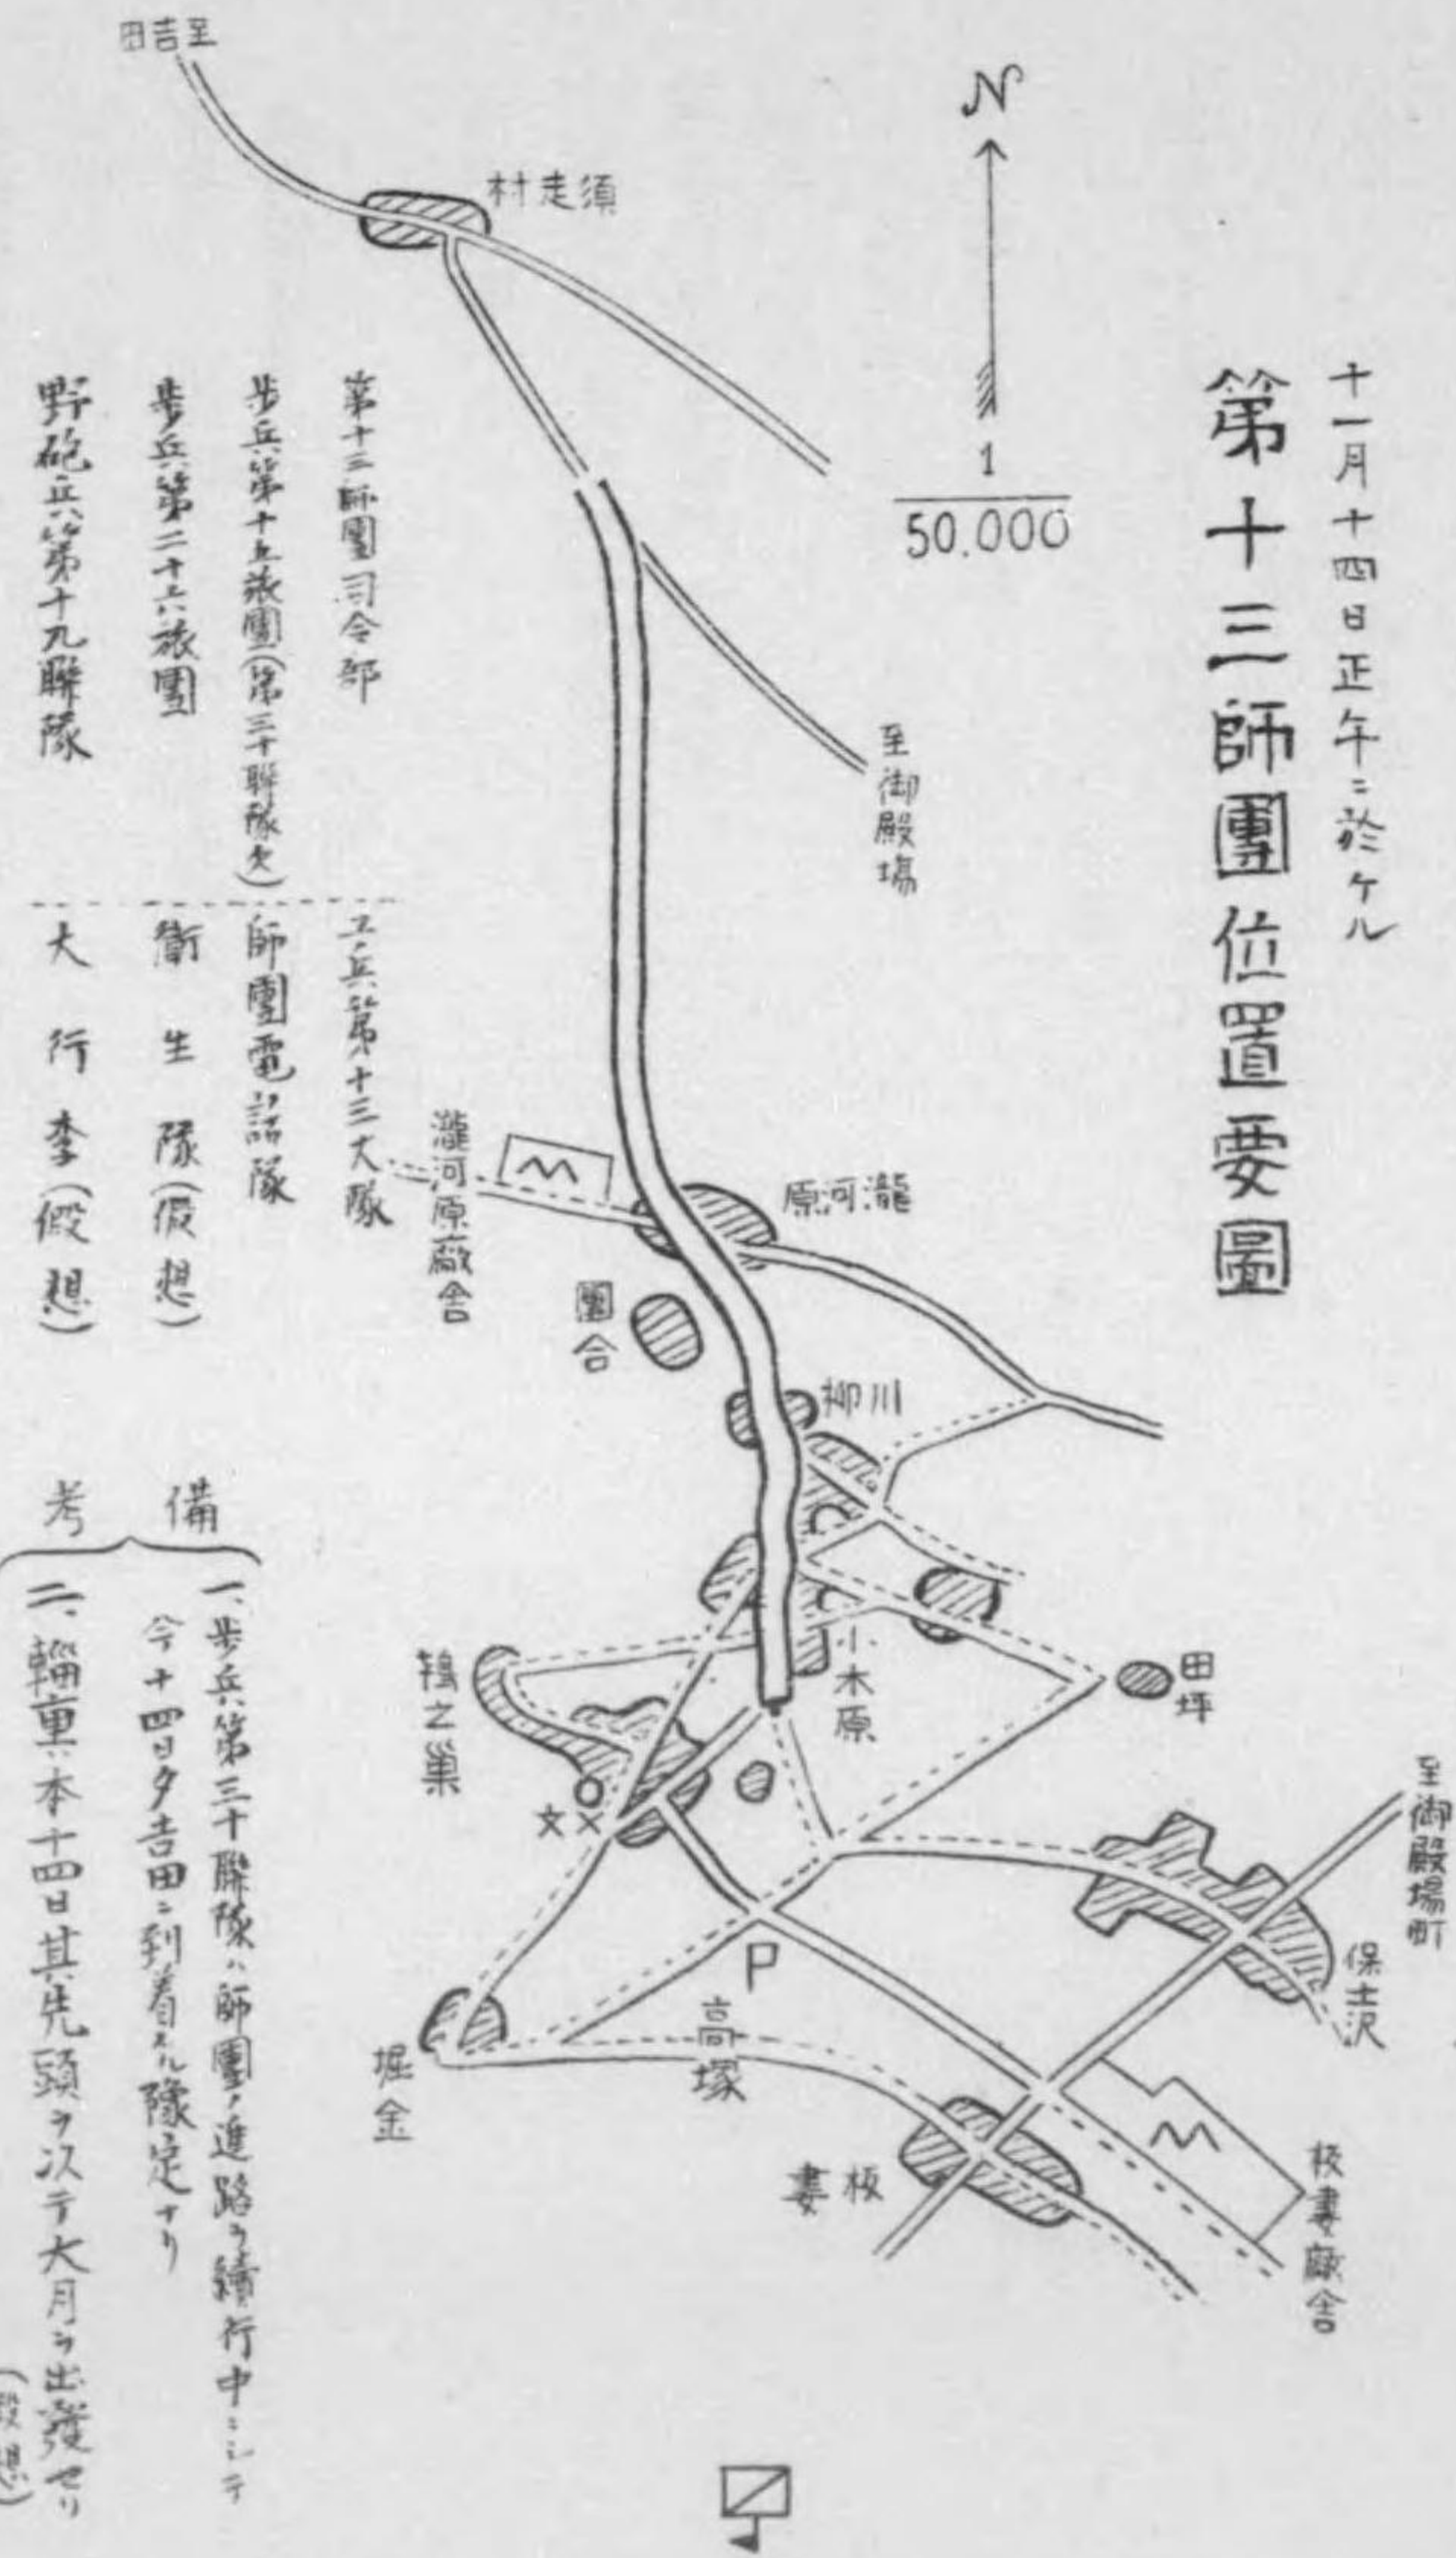 十一月十四日正午ニ於ケル
第十三師團位置要圖
N
1
50.000
至吉田
須走村
至御殿場
瀧河原
瀧河原廠舍
團合
川柳
小木原
田坪
鴇之巣
文
P
高塚
堀金
板妻
保土沢
至御殿場町
板妻廠舍
第十三師團司令部
步兵第十五旅團(第三十聯隊欠)
步兵第二十六旅團
野砲兵第十九聯隊
工兵第十三大隊
師團電話隊
衞生隊(假想)
大行李(假想)
備考
一、步兵第三十聯隊ハ師團ノ進路ヲ續行中ニシテ
今十四日夕吉田ニ到着スル豫定ナリ
二、輜重ハ本十四日其先頭ヲ以テ大月ヲ出發セリ
(假想)